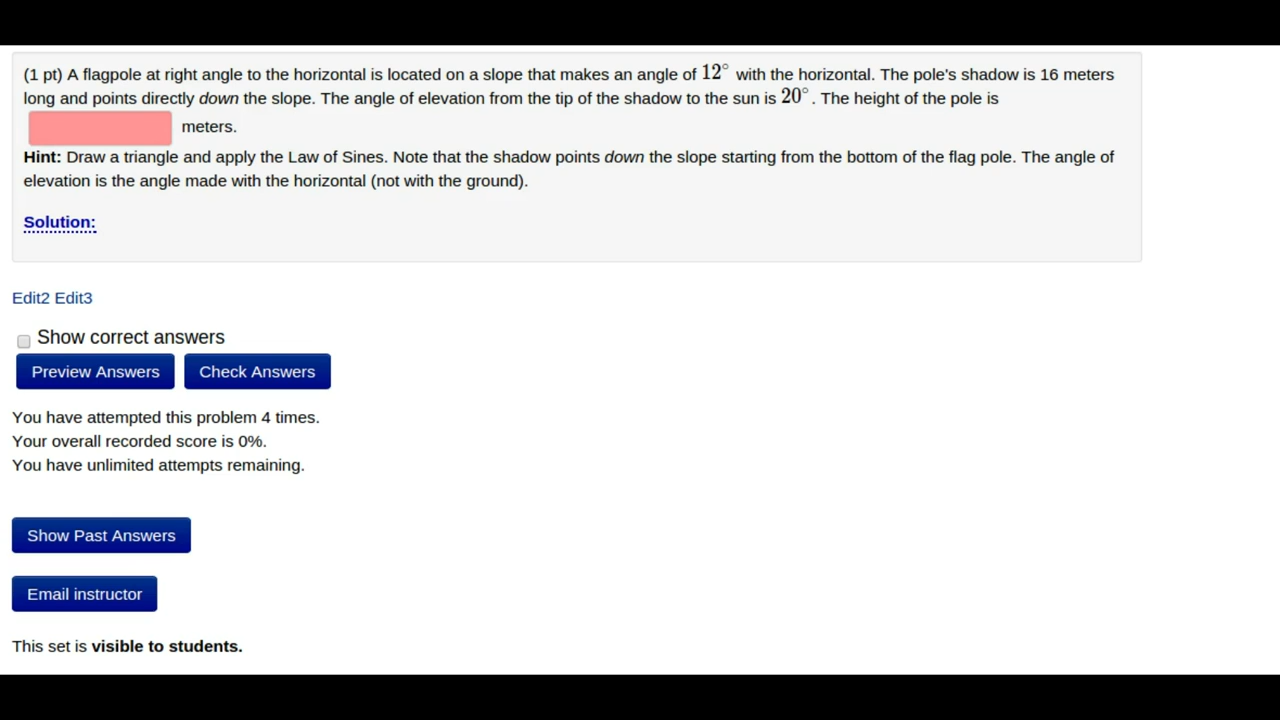 (1 pt) A flagpole at right angle to the horizontal is located on a slope that makes an angle of 12° with the horizontal. The pole's shadow is 16 meters
long and points directly down the slope. The angle of elevation from the tip of the shadow to the sun is 20°. The height of the pole is
meters.
Hint: Draw a triangle and apply the Law of Sines. Note that the shadow points down the slope starting from the bottom of the flag pole. The angle of
elevation is the angle made with the horizontal (not with the ground).
Solution:
Edit2 Edit3
Show correct answers
Preview Answers Check Answers
You have attempted this problem 4 times.
Your overall recorded score is 0%.
You have unlimited attempts remaining.
Show Past Answers
Email instructor
This set is visible to students.